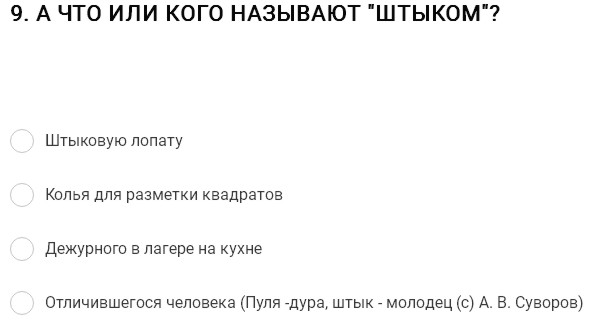 9. А ЧТО ИЛИ КОГО НАЗЫВАЮТ "ШТЫКОМ"?
Штыковую лопату
Колья для разметки квадратов
Дежурного в лагере на кухне
Отличившегося человека (Пуля -дура, штык - молодец (с) А. В. Суворов)